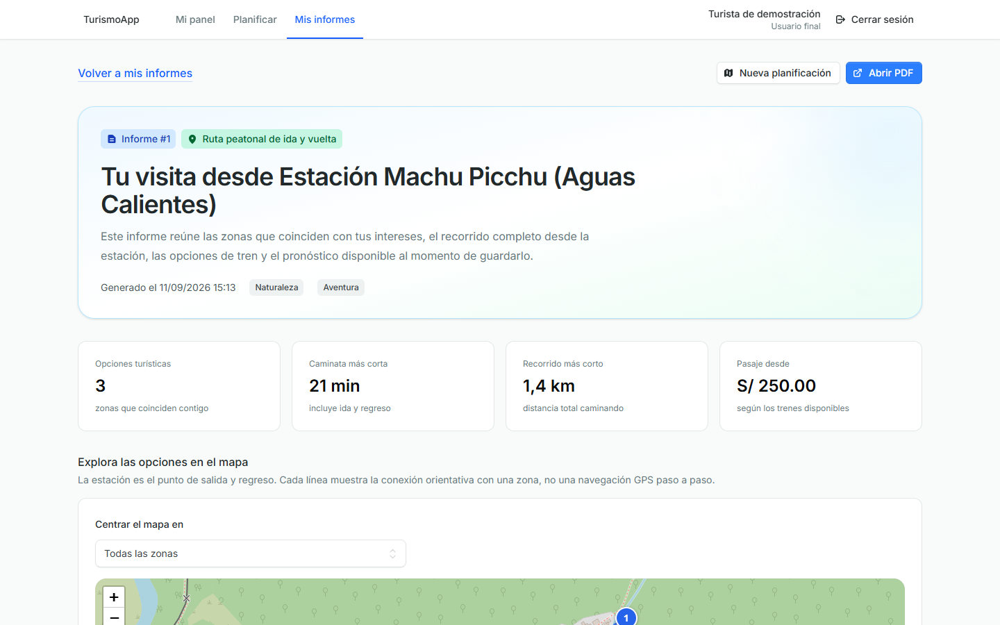 TurismoApp
Mi panel
Planificar
Mis informes
Turista de demostración
Usuario final
Cerrar sesión
Volver a mis informes
Nueva planificación
Abrir PDF
Informe #1
Ruta peatonal de ida y vuelta
Tu visita desde Estación Machu Picchu (Aguas
Calientes)
Este informe reúne las zonas que coinciden con tus intereses, el recorrido completo desde la
estación, las opciones de tren y el pronóstico disponible al momento de guardarlo.
Generado el 11/09/2026 15:13
Naturaleza
Aventura
Opciones turísticas
3
zonas que coinciden contigo
Caminata más corta
21 min
incluye ida y regreso
Recorrido más corto
1,4 km
distancia total caminando
Pasaje desde
S/ 250.00
según los trenes disponibles
Explora las opciones en el mapa
La estación es el punto de salida y regreso. Cada línea muestra la conexión orientativa con una zona, no una navegación GPS paso a paso.
Centrar el mapa en
Todas las zonas
+
−
1